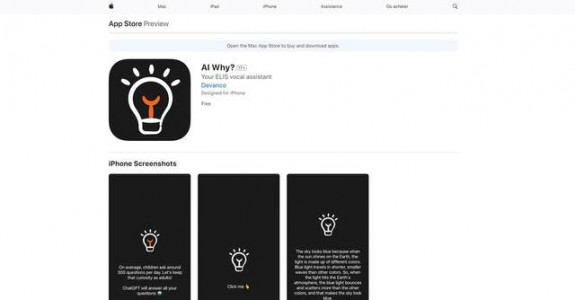 Mac
iPad
iPhone
Assistance
Où acheter
App Store Preview
Open the Mac App Store to buy and download apps.
AI Why? 17+
Your ELIS vocal assistant
Devance
Designed for iPhone
Free
iPhone Screenshots
On average, children ask around
300 questions per day. Let's keep
that curiosity as adults!
ChatGPT will answer all your
questions
Click me
The sky looks blue because when
the sun shines on the Earth, the
light is made up of different colors.
Blue light travels in shorter, smaller
waves than other colors. So, when
the light hits the Earth's
atmosphere, the blue light bounces
and scatters more than the other
colors, and that makes the sky look
blue.